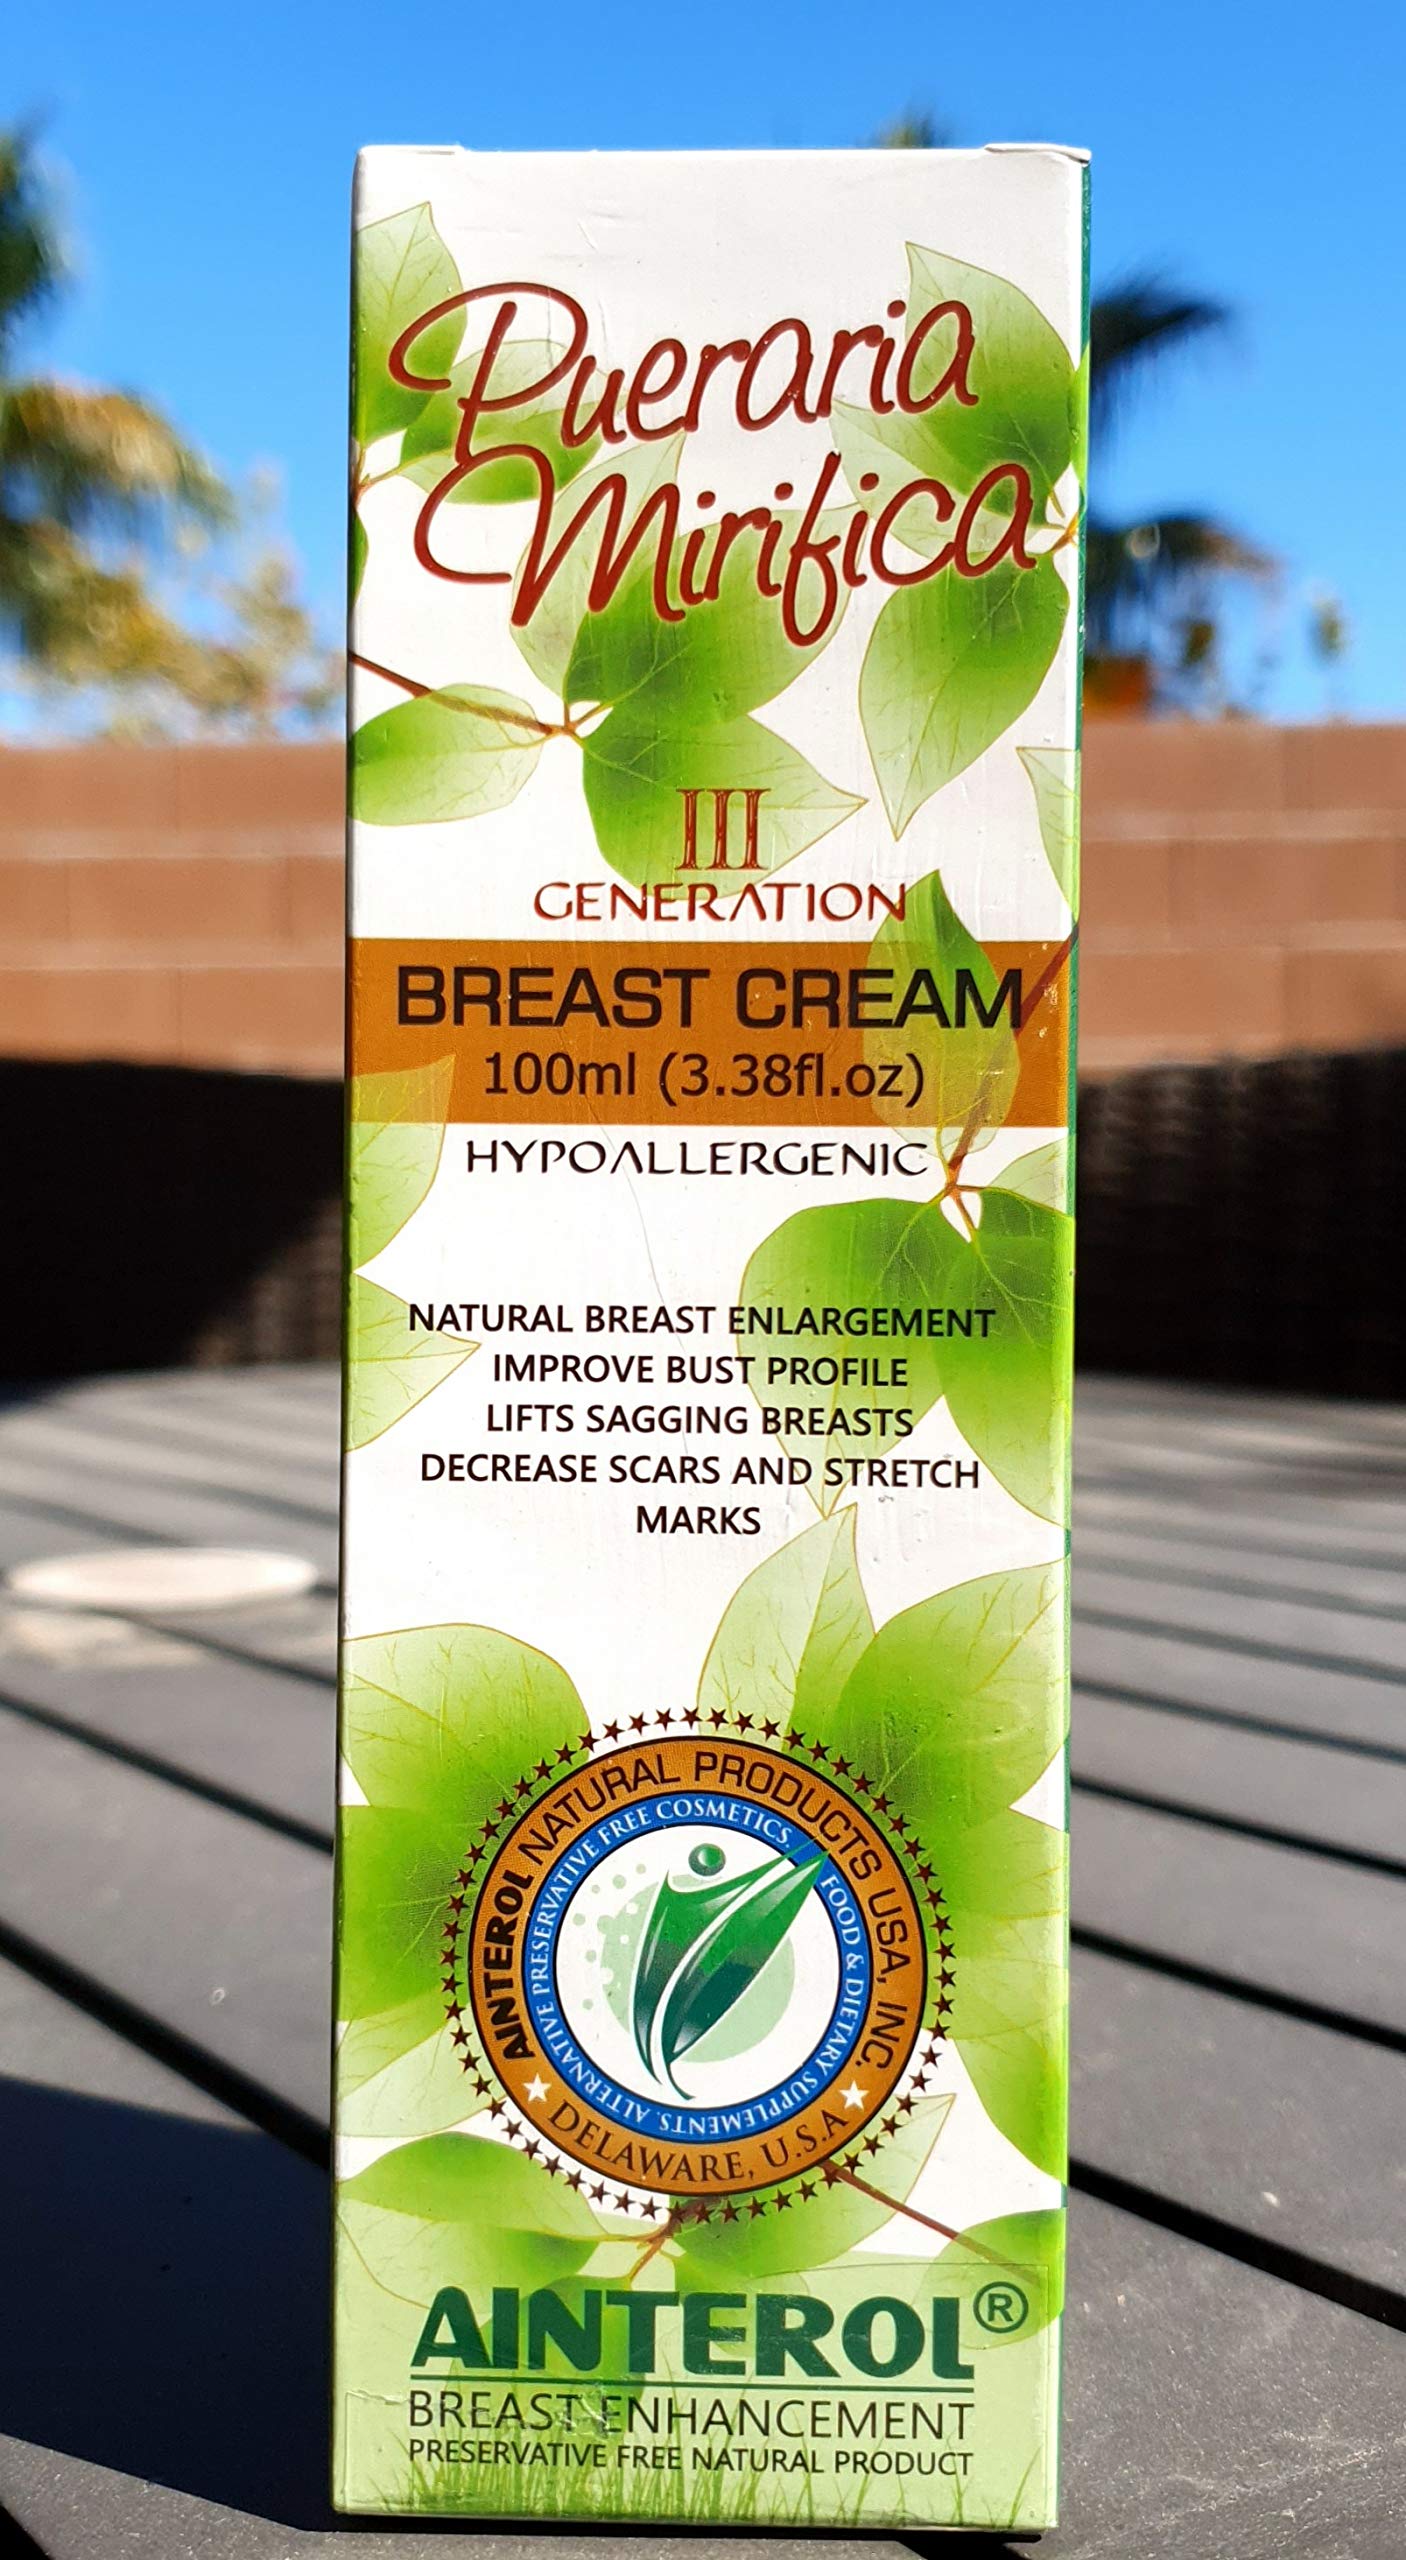 Pueraria
Mirifica
III
GENERATION
BREAST CREAM
100ml (3.38fl.oz)
HYPOALLERGENIC
NATURAL BREAST ENLARGEMENT
IMPROVE BUST PROFILE
LIFTS SAGGING BREASTS
DECREASE SCARS AND STRETCH
MARKS
AINTEROL NATURAL PRODUCTS USA, INC.
ALTERNATIVE PRESERVATIVE FREE COSMETICS. FOOD & DIETARY SUPPLEMENTS.
DELAWARE, U.S.A
AINTEROL®
BREAST ENHANCEMENT
PRESERVATIVE FREE NATURAL PRODUCT